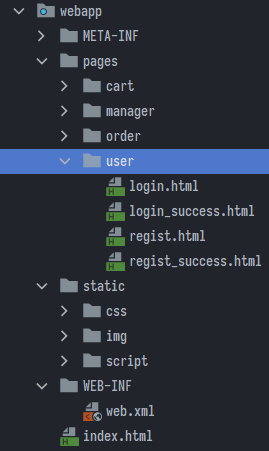 webapp
META-INF
pages
cart
manager
order
user
login.html
login_success.html
regist.html
regist_success.html
static
css
img
script
WEB-INF
web.xml
index.html